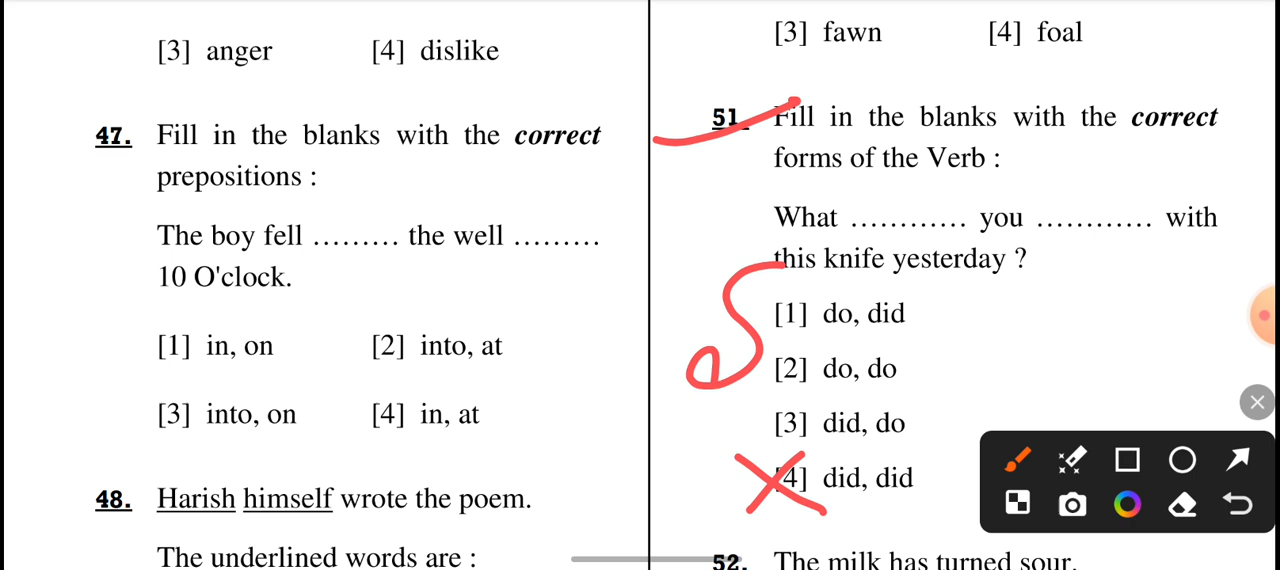 [3] anger [4] dislike
47. Fill in the blanks with the correct
prepositions :
The boy fell ......... the well .........
10 O'clock.
[1] in, on [2] into, at
[3] into, on [4] in, at
48. Harish himself wrote the poem.
The underlined words are :
[3] fawn [4] foal
51. Fill in the blanks with the correct
forms of the Verb :
What ............ you ............ with
this knife yesterday ?
[1] do, did
[2] do, do
[3] did, do
[4] did, did
52. The milk has turned sour.